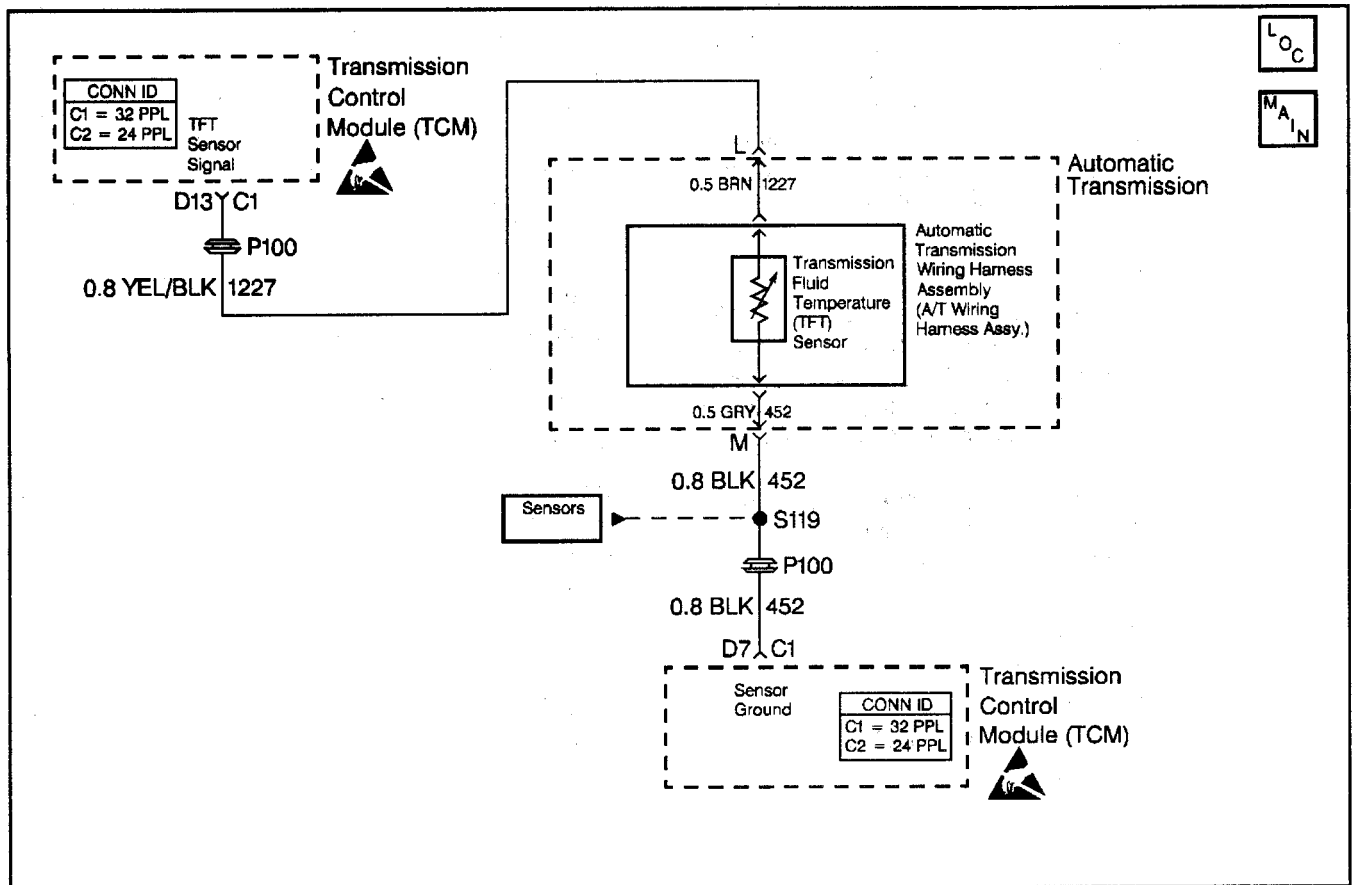 LOC
MAIN
CONN ID
C1 = 32 PPL
C2 = 24 PPL
TFT
Sensor
Signal
Transmission
Control
Module (TCM)
D13 C1
P100
0.8 YEL/BLK 1227
L
0.5 BRN 1227
Automatic
Transmission
Transmission
Fluid
Temperature
(TFT)
Sensor
Automatic
Transmission
Wiring Harness
Assembly
(A/T Wiring
Harness Assy.)
0.5 GRY 452
M
0.8 BLK 452
Sensors
S119
P100
0.8 BLK 452
D7 C1
Sensor
Ground
CONN ID
C1 = 32 PPL
C2 = 24 PPL
Transmission
Control
Module (TCM)